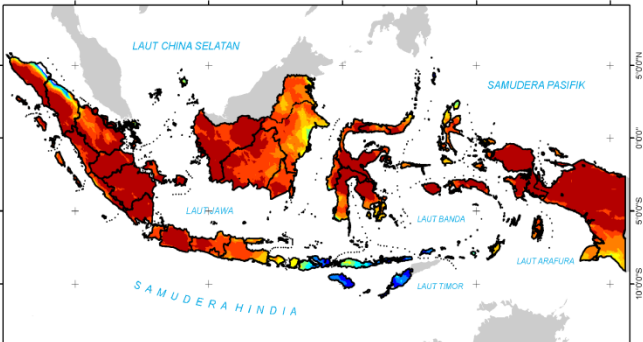 LAUT CHINA SELATAN
SAMUDERA PASIFIK
5°0'0"N
0°0'0"
LAUT JAWA
LAUT BANDA
5°0'0"S
LAUT ARAFURA
LAUT TIMOR
10°0'0"S
SAMUDERA HINDIA